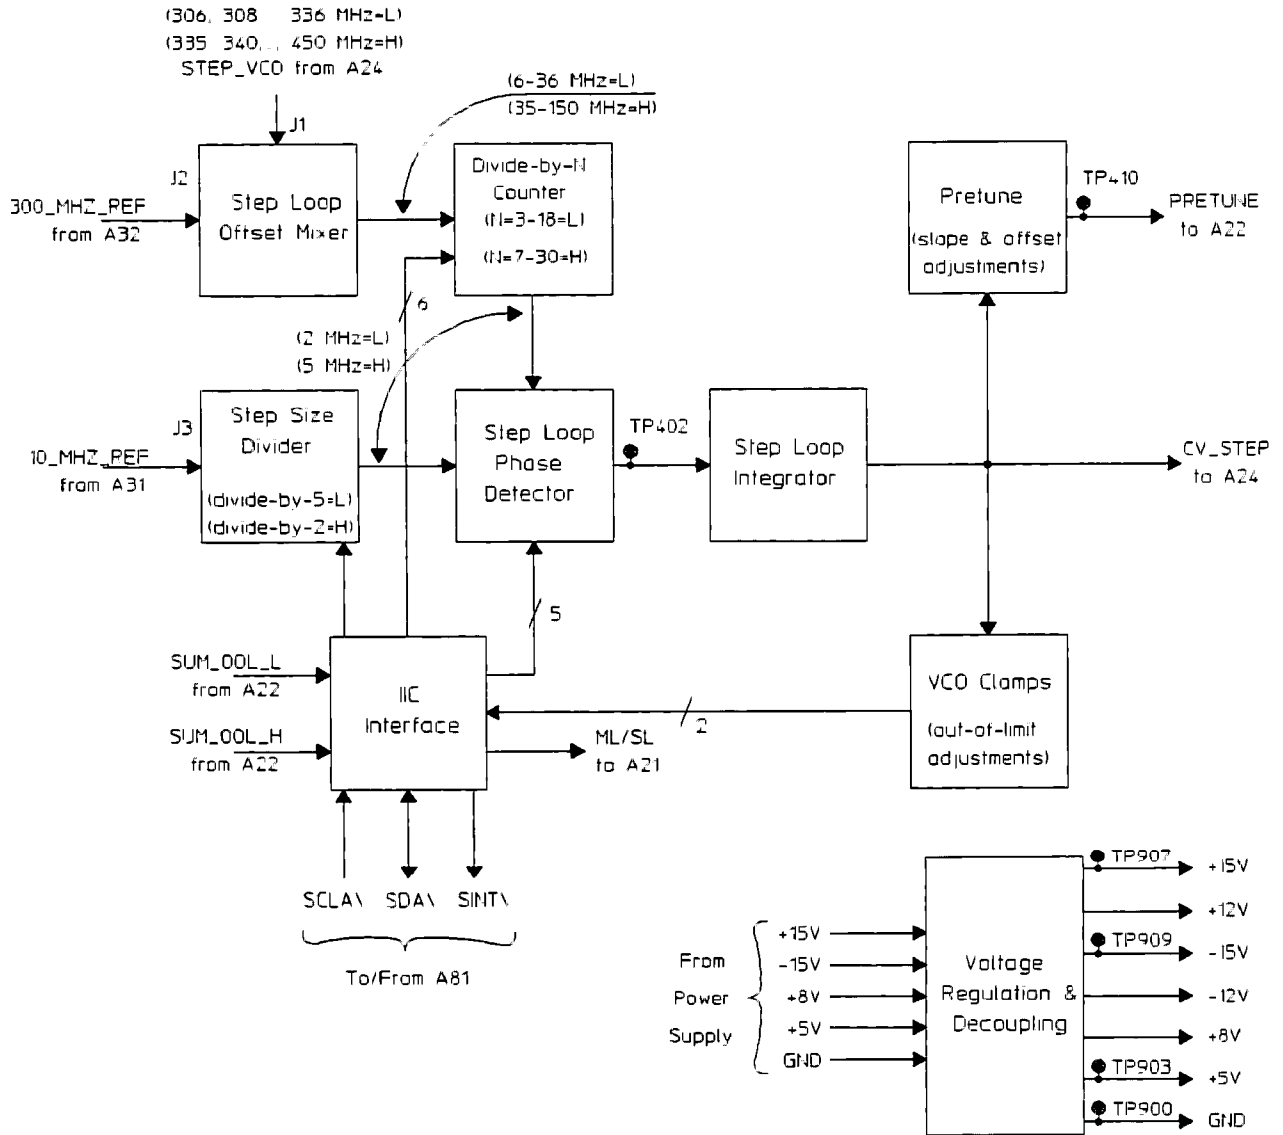 (306, 308 336 MHz=L)
(335 340,.., 450 MHz=H)
STEP_VCO from A24
J1
(6-36 MHz=L)
(35-150 MHz=H)
J2
300_MHZ_REF
from A32
Step Loop
Offset Mixer
Divide-by-N
Counter
(N=3-18=L)
(N=7-30=H)
6
Pretune
(slope & offset
adjustments)
TP410
PRETUNE
to A22
(2 MHz=L)
(5 MHz=H)
J3
10_MHZ_REF
from A31
Step Size
Divider
(divide-by-5=L)
(divide-by-2=H)
Step Loop
Phase
Detector
TP402
Step Loop
Integrator
CV_STEP
to A24
5
SUM_OOL_L
from A22
SUM_OOL_H
from A22
IIC
Interface
2
ML/SL
to A21
VCO Clamps
(out-of-limit
adjustments)
SCLA\ SDA\ SINT\
To/From A81
From
Power
Supply
+15V
-15V
+8V
+5V
GND
Voltage
Regulation &
Decoupling
TP907
+15V
+12V
TP909
-15V
-12V
+8V
TP903
+5V
TP900
GND